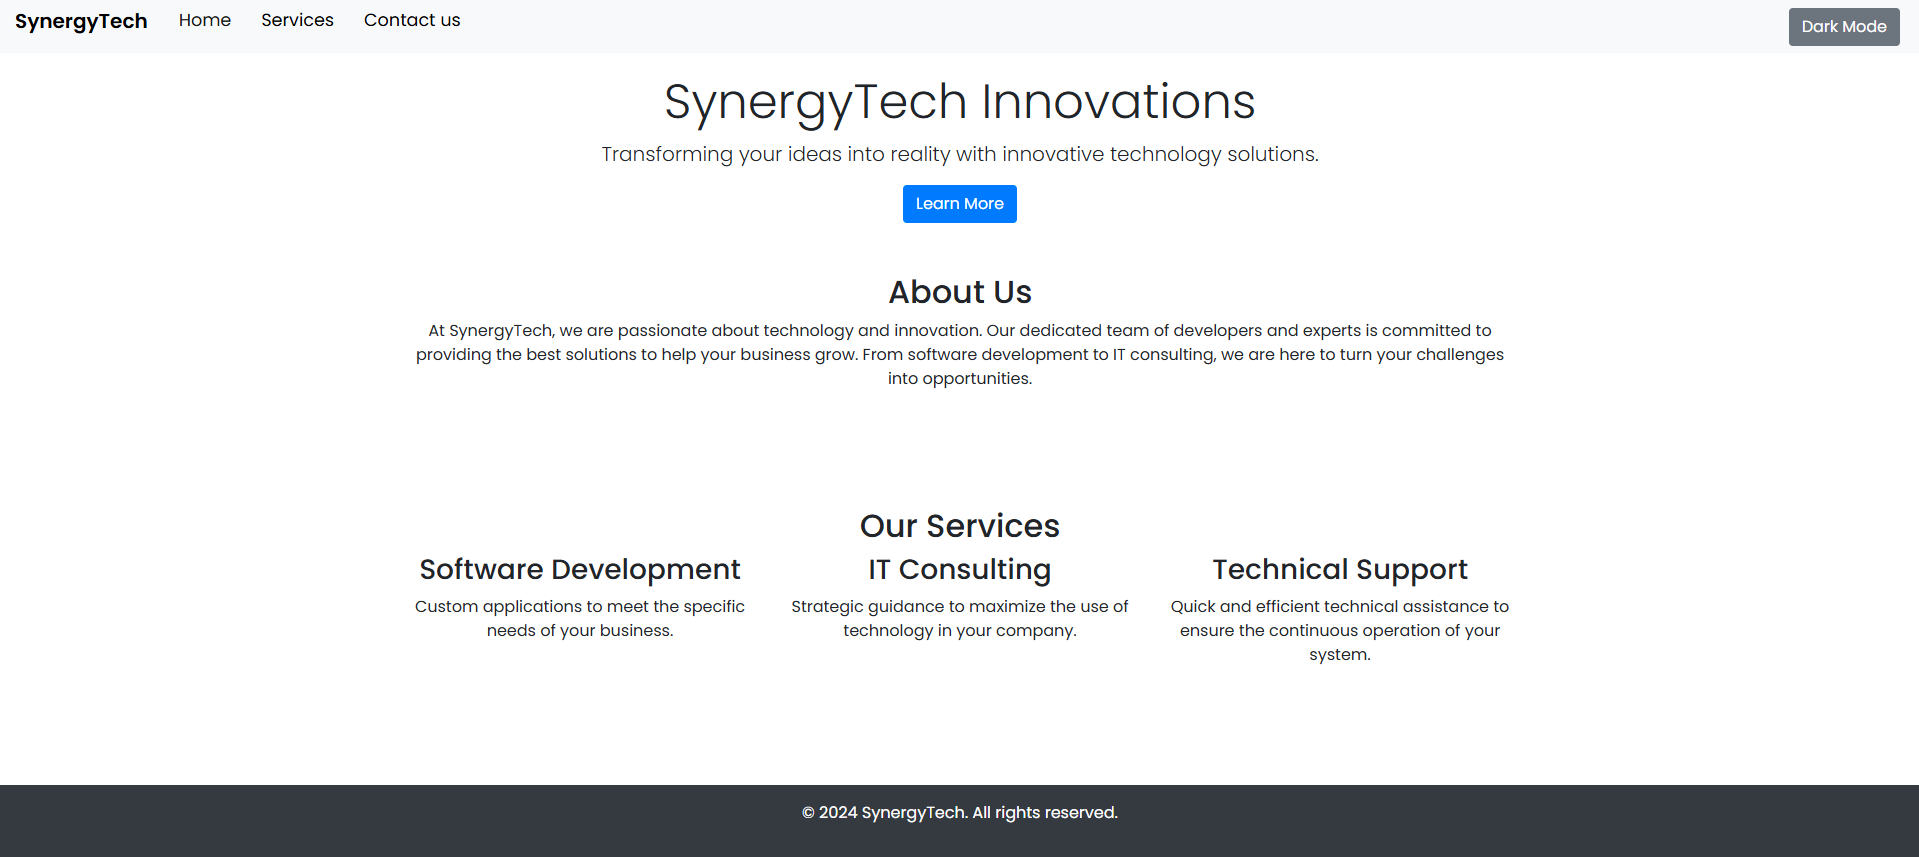 SynergyTech Home Services Contact us Dark Mode
SynergyTech Innovations
Transforming your ideas into reality with innovative technology solutions.
Learn More
About Us
At SynergyTech, we are passionate about technology and innovation. Our dedicated team of developers and experts is committed to
providing the best solutions to help your business grow. From software development to IT consulting, we are here to turn your challenges
into opportunities.
Our Services
Software Development
Custom applications to meet the specific
needs of your business.
IT Consulting
Strategic guidance to maximize the use of
technology in your company.
Technical Support
Quick and efficient technical assistance to
ensure the continuous operation of your
system.
© 2024 SynergyTech. All rights reserved.